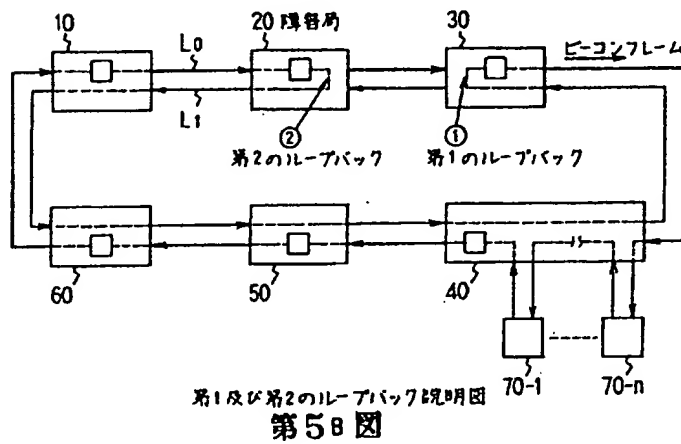 10
L0
20 障害局
30
ビーコンフレーム
L1
②
第2のループバック
①
第1のループバック
60
50
40
70-1
70-n
第1及び第2のループバック説明図
第5B図